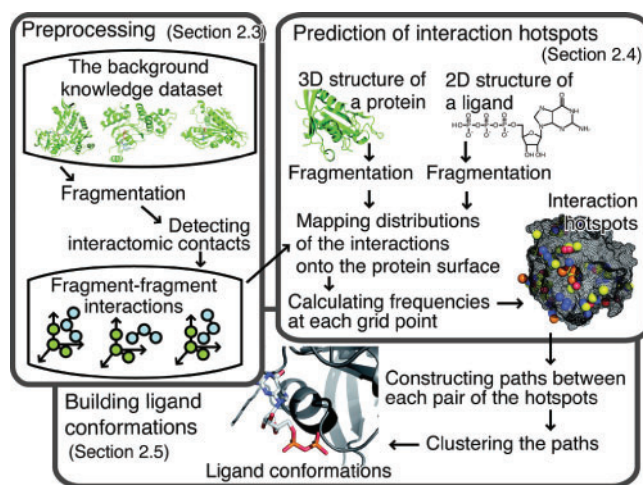 Preprocessing
(Section 2.3)
The background
knowledge dataset
Fragmentation
Detecting
interactomic contacts
Fragment-fragment
interactions
Prediction of interaction hotspots
(Section 2.4)
3D structure of
a protein
2D structure of
a ligand
Fragmentation
Fragmentation
Mapping distributions
of the interactions
onto the protein surface
Calculating frequencies
at each grid point
Interaction
hotspots
Building ligand
conformations
(Section 2.5)
Constructing paths between
each pair of the hotspots
Clustering the paths
Ligand conformations